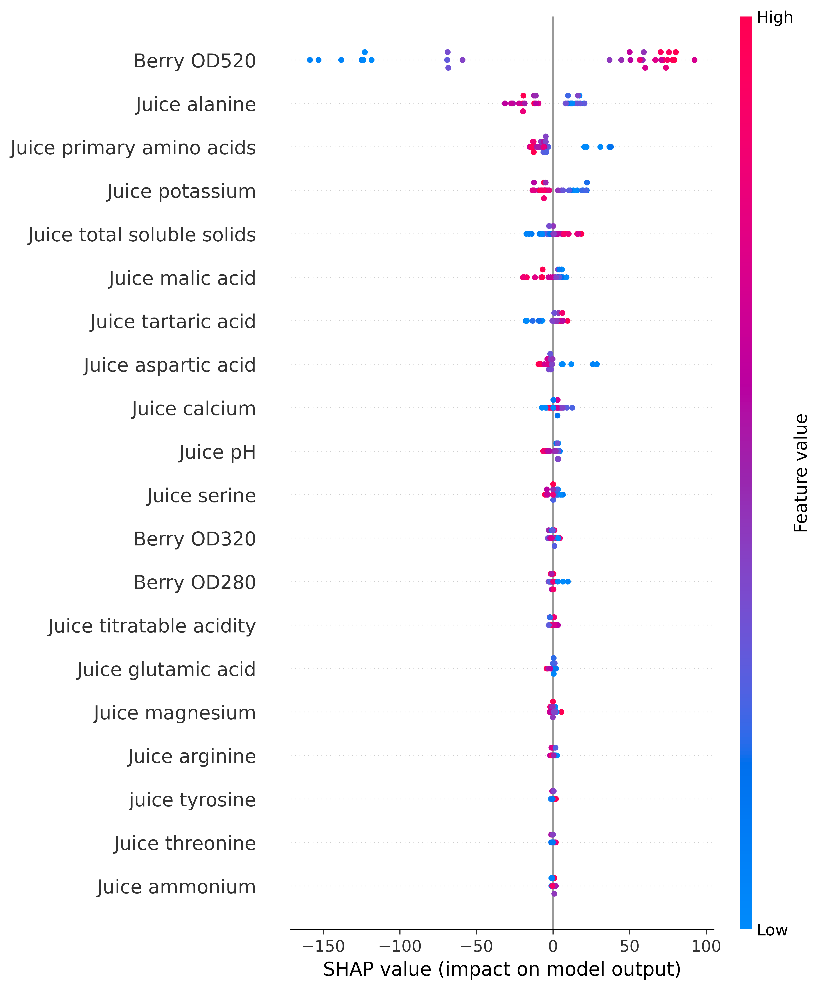 High
Berry OD520
Juice alanine
Juice primary amino acids
Juice potassium
Juice total soluble solids
Juice malic acid
Juice tartaric acid
Juice aspartic acid
Juice calcium
Juice pH
Juice serine
Berry OD320
Berry OD280
Juice titratable acidity
Juice glutamic acid
Juice magnesium
Juice arginine
juice tyrosine
Juice threonine
Juice ammonium
Feature value
Low
−150 −100 −50 0 50 100
SHAP value (impact on model output)